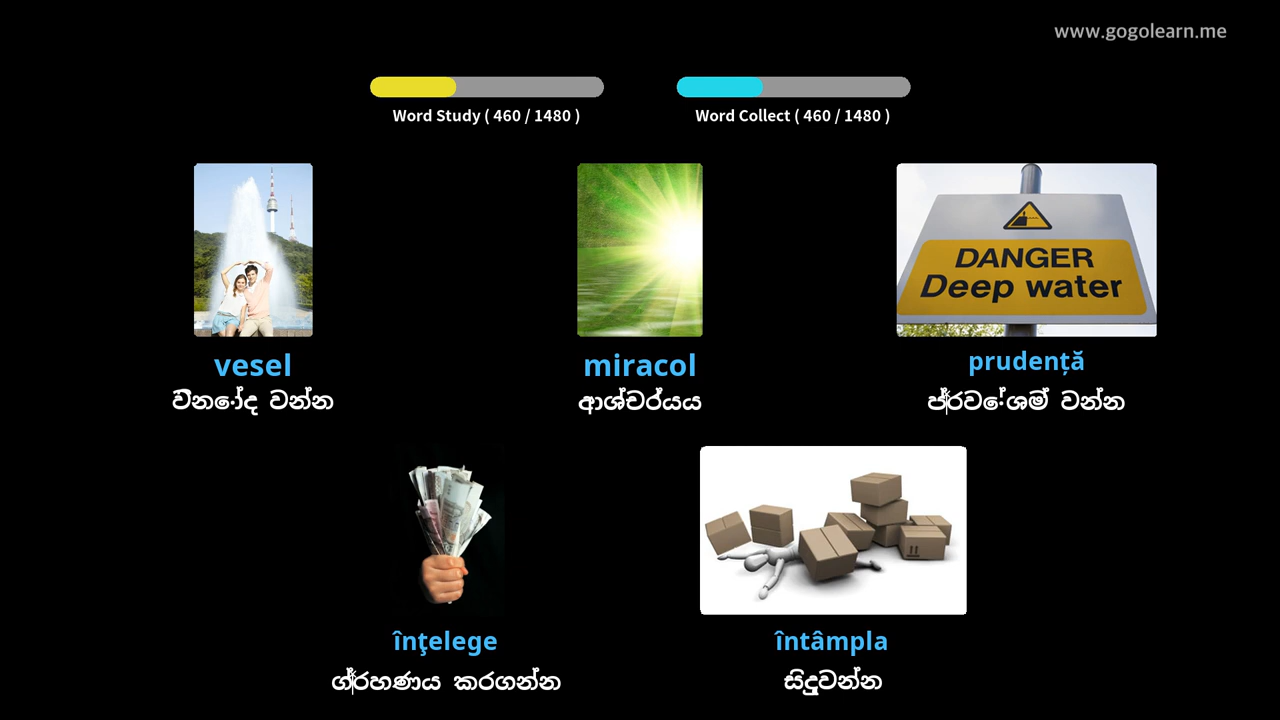 www.gogolearn.me
Word Study ( 460 / 1480 )
Word Collect ( 460 / 1480 )
DANGER
Deep water
vesel
miracol
prudență
විනෝද වන්න
ආශ්චර්යය
ප්රවේශම් වන්න
înţelege
întâmpla
ග්රහණය කරගන්න
සිදුවන්න